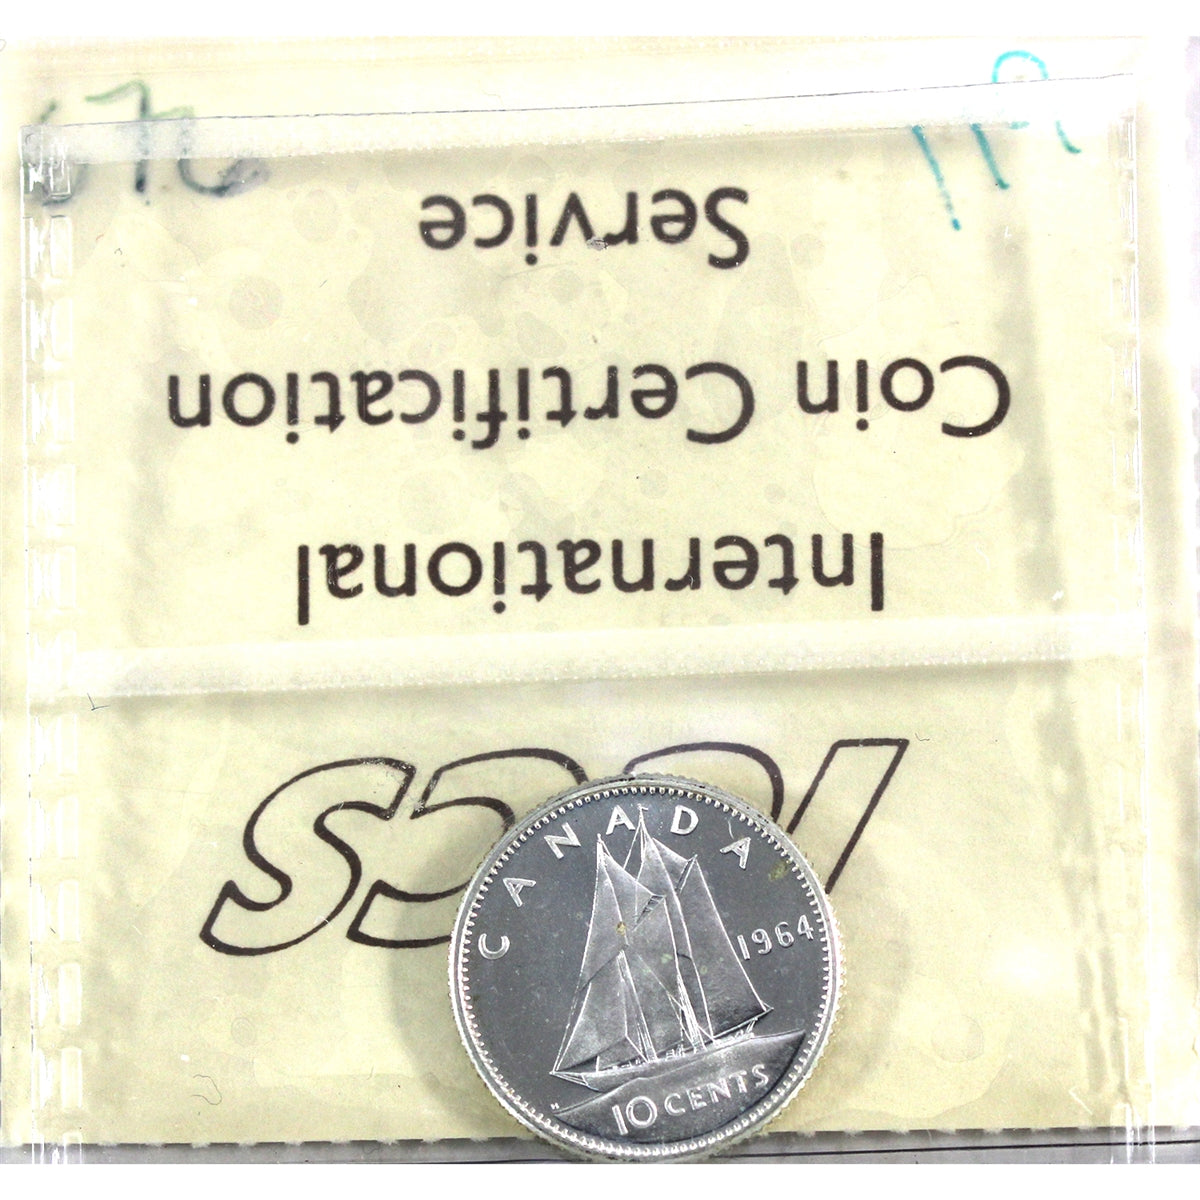 ICCS
International
Coin Certification
Service
CANADA
1964
H
10 CENTS